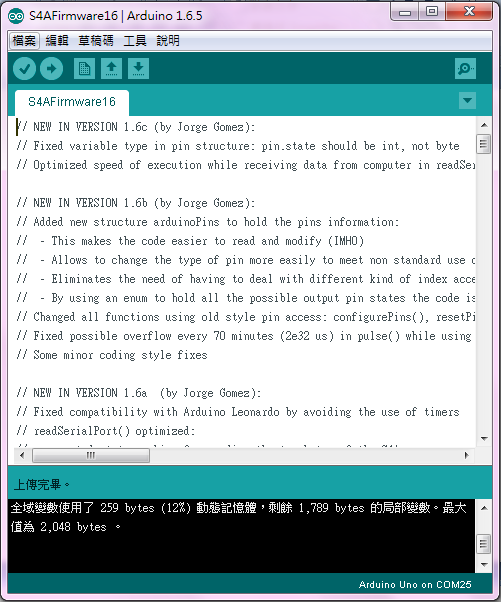 S4AFirmware16 | Arduino 1.6.5
檔案 編輯 草稿碼 工具 說明
S4AFirmware16
// NEW IN VERSION 1.6c (by Jorge Gomez):
// Fixed variable type in pin structure: pin.state should be int, not byte
// Optimized speed of execution while receiving data from computer in readSer
// NEW IN VERSION 1.6b (by Jorge Gomez):
// Added new structure arduinoPins to hold the pins information:
//  - This makes the code easier to read and modify (IMHO)
//  - Allows to change the type of pin more easily to meet non standard use o
//  - Eliminates the need of having to deal with different kind of index acce
//  - By using an enum to hold all the possible output pin states the code is
// Changed all functions using old style pin access: configurePins(), resetPi
// Fixed possible overflow every 70 minutes (2e32 us) in pulse() while using
// Some minor coding style fixes
// NEW IN VERSION 1.6a  (by Jorge Gomez):
// Fixed compatibility with Arduino Leonardo by avoiding the use of timers
// readSerialPort() optimized:
上傳完畢。
全域變數使用了 259 bytes (12%) 動態記憶體，剩餘 1,789 bytes 的局部變數。最大
值為 2,048 bytes 。
Arduino Uno on COM25